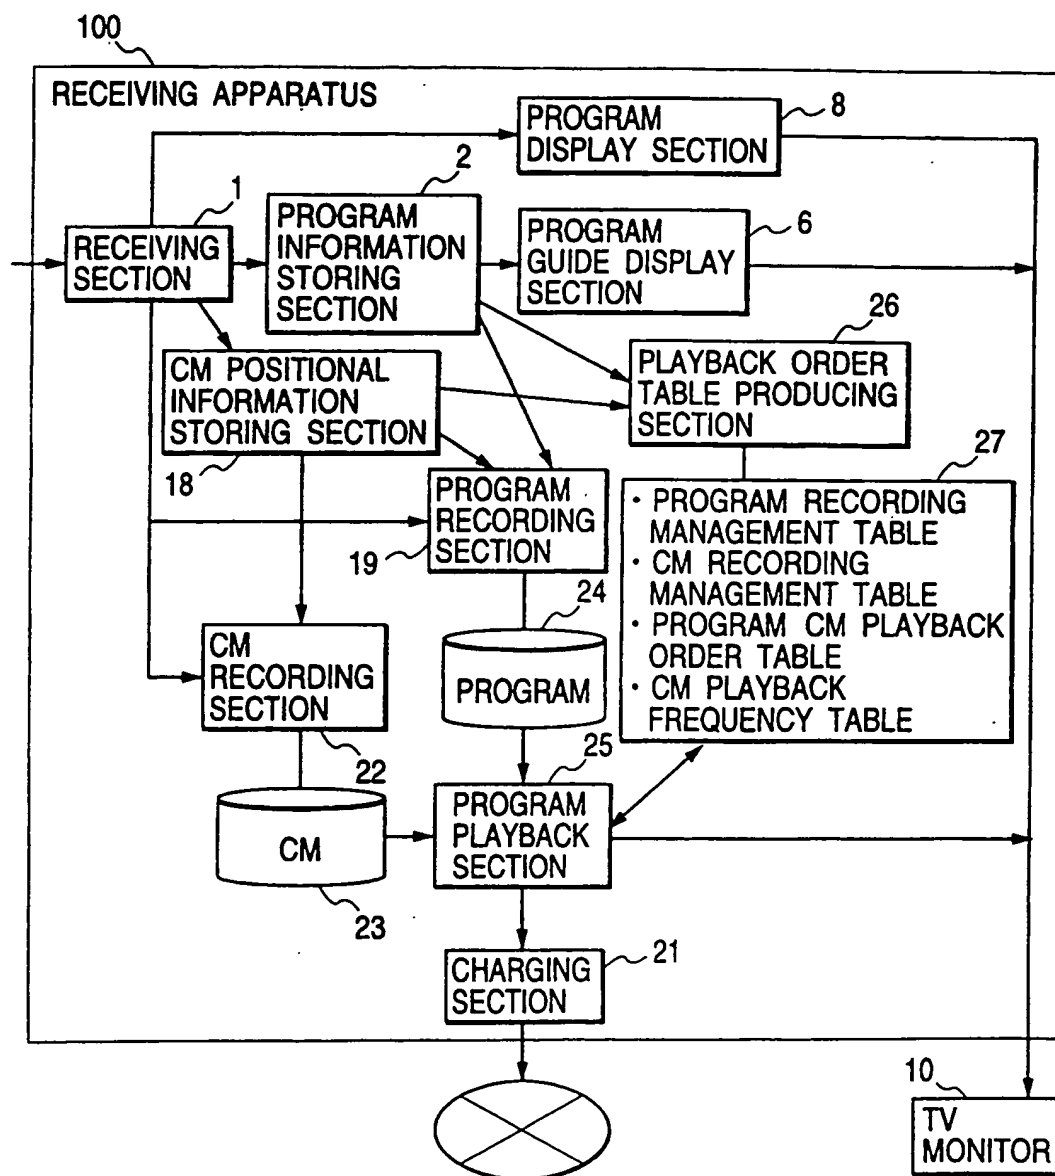 100
RECEIVING APPARATUS
PROGRAM
DISPLAY SECTION
8
2
1
RECEIVING
SECTION
PROGRAM
INFORMATION
STORING
SECTION
PROGRAM
GUIDE DISPLAY
SECTION
6
26
CM POSITIONAL
INFORMATION
STORING SECTION
18
PLAYBACK ORDER
TABLE PRODUCING
SECTION
27
PROGRAM
RECORDING
SECTION
19
· PROGRAM RECORDING
MANAGEMENT TABLE
· CM RECORDING
MANAGEMENT TABLE
· PROGRAM CM PLAYBACK
ORDER TABLE
· CM PLAYBACK
FREQUENCY TABLE
24
PROGRAM
CM
RECORDING
SECTION
22
25
PROGRAM
PLAYBACK
SECTION
CM
23
CHARGING
SECTION
21
10
TV
MONITOR